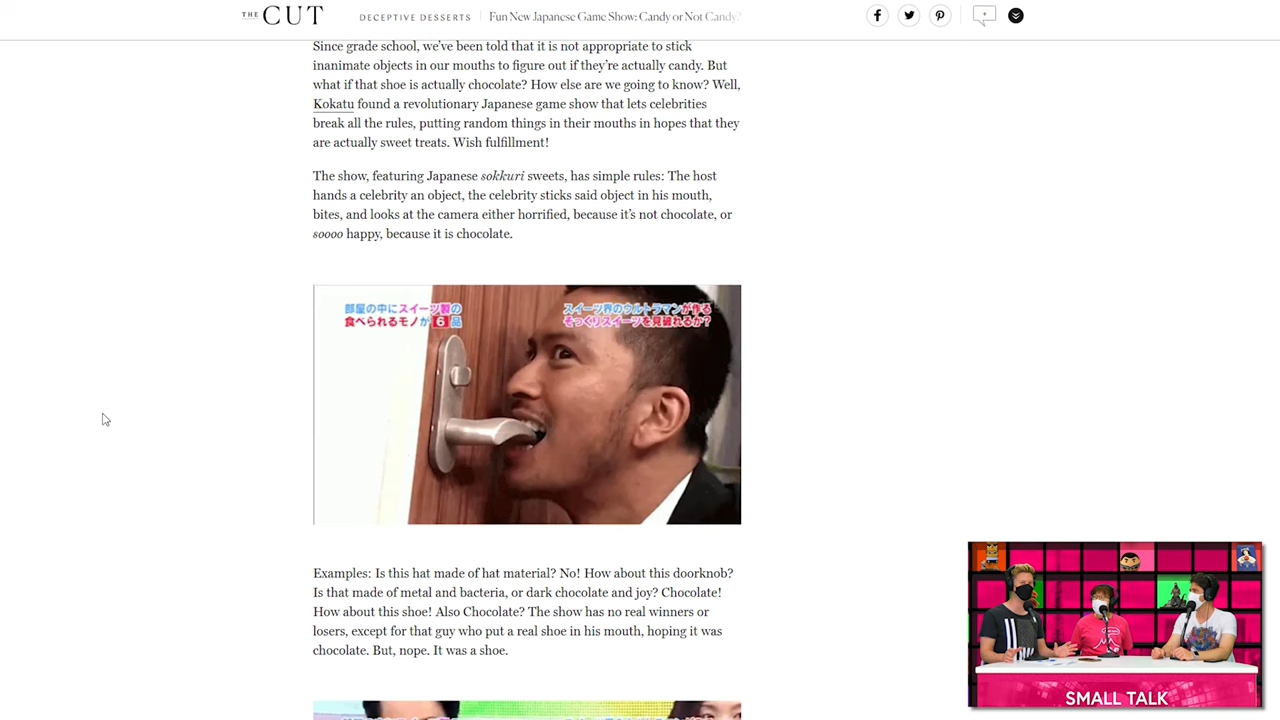 THE CUT
DECEPTIVE DESSERTS
Fun New Japanese Game Show: Candy or Not Candy?
Since grade school, we've been told that it is not appropriate to stick
inanimate objects in our mouths to figure out if they're actually candy. But
what if that shoe is actually chocolate? How else are we going to know? Well,
Kokatu found a revolutionary Japanese game show that lets celebrities
break all the rules, putting random things in their mouths in hopes that they
are actually sweet treats. Wish fulfillment!
The show, featuring Japanese sokkuri sweets, has simple rules: The host
hands a celebrity an object, the celebrity sticks said object in his mouth,
bites, and looks at the camera either horrified, because it's not chocolate, or
soooo happy, because it is chocolate.
部屋の中にスイーツ製の
食べられるモノが6品
スイーツ界のウルトラマンが作る
そっくりスイーツを見破れるか?
Examples: Is this hat made of hat material? No! How about this doorknob?
Is that made of metal and bacteria, or dark chocolate and joy? Chocolate!
How about this shoe! Also Chocolate? The show has no real winners or
losers, except for that guy who put a real shoe in his mouth, hoping it was
chocolate. But, nope. It was a shoe.
SMALL TALK